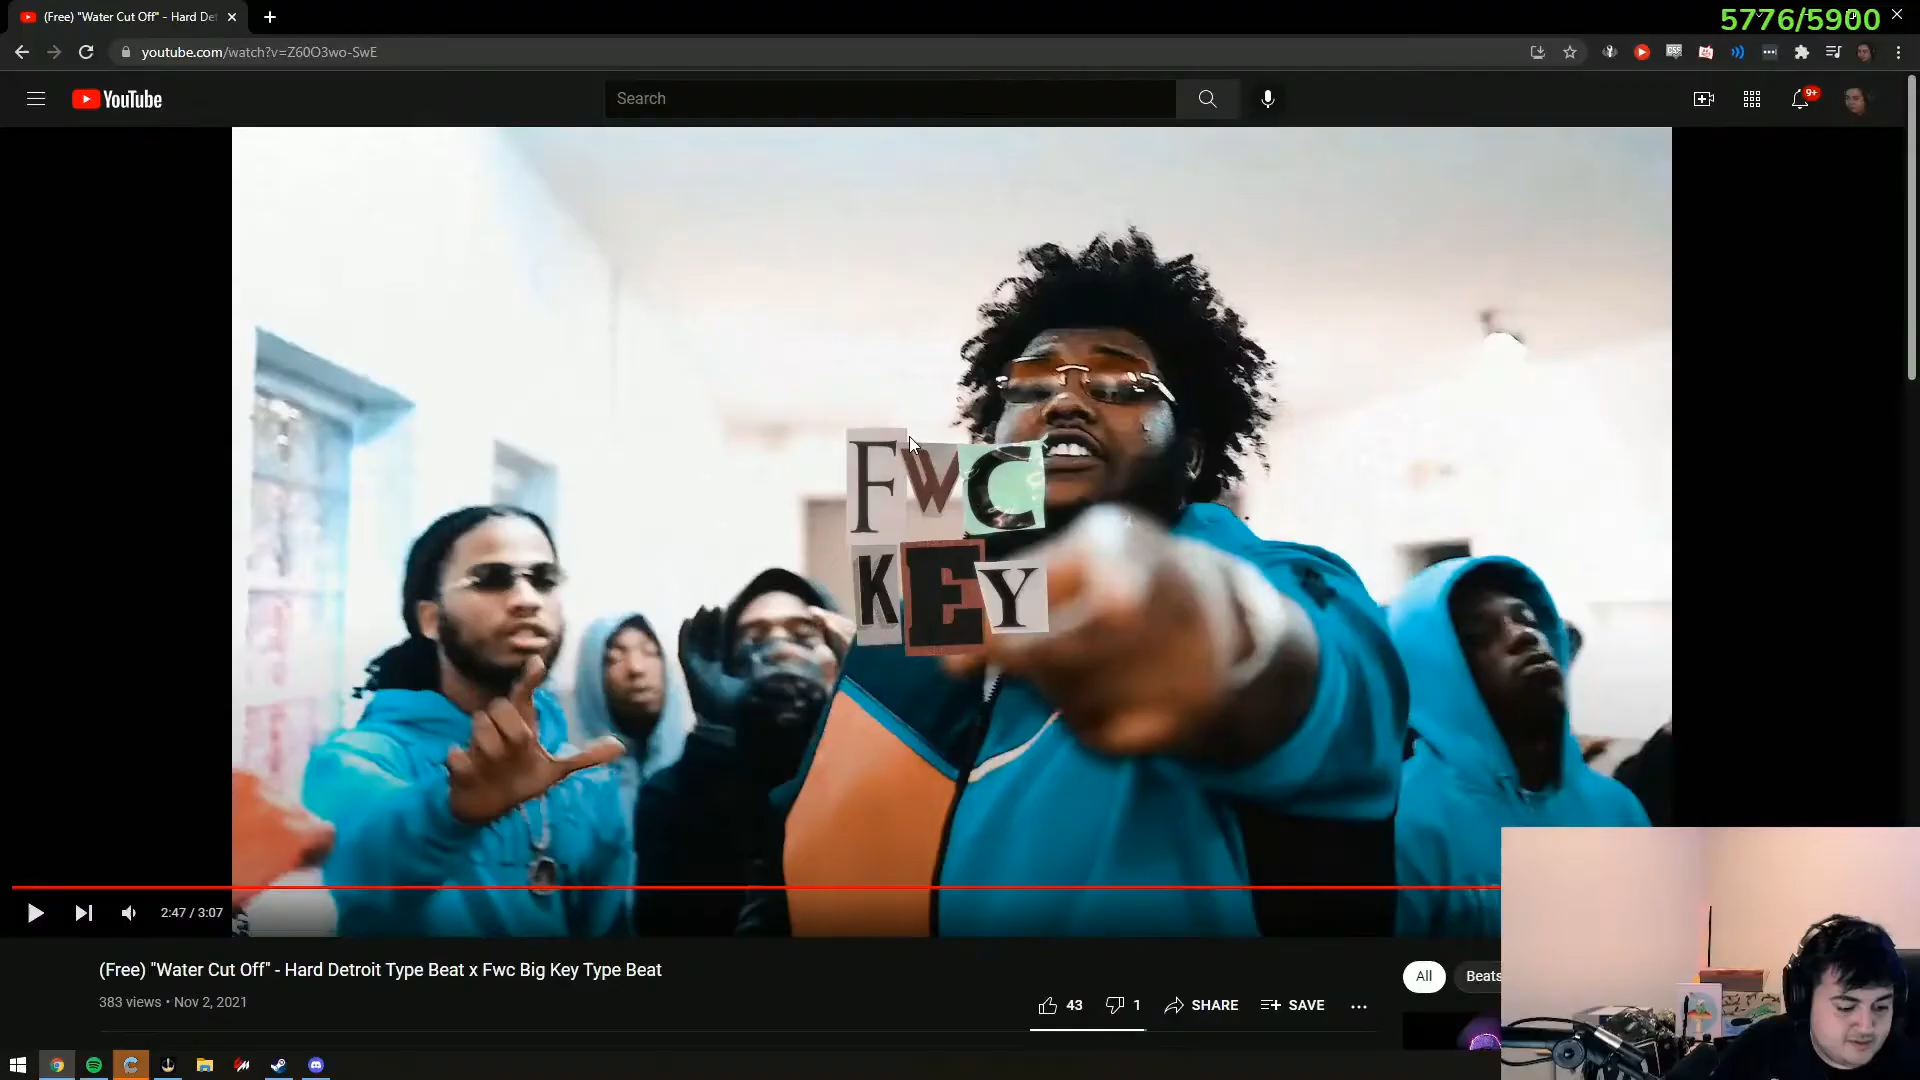 (Free) "Water Cut Off" - Hard Det
5776/5900
youtube.com/watch?v=Z60O3wo-SwE
YouTube
Search
9+
FWC
KEY
2:47 / 3:07
(Free) "Water Cut Off" - Hard Detroit Type Beat x Fwc Big Key Type Beat
383 views • Nov 2, 2021
43
1
SHARE
SAVE
All
Beats